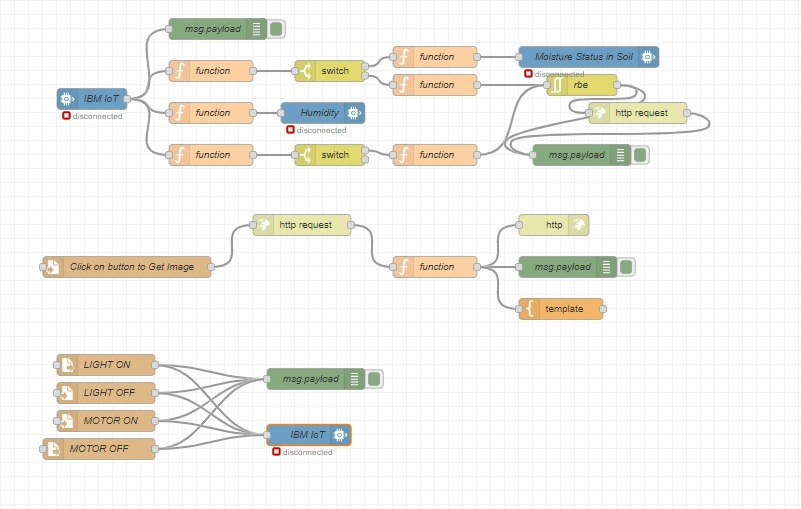 msg.payload
function
switch
function
Moisture Status in Soil
disconnected
function
rbe
IBM IoT
disconnected
function
Humidity
disconnected
http request
function
switch
function
msg.payload
http request
http
Click on button to Get Image
function
msg.payload
template
LIGHT ON
msg.payload
LIGHT OFF
MOTOR ON
IBM IoT
disconnected
MOTOR OFF